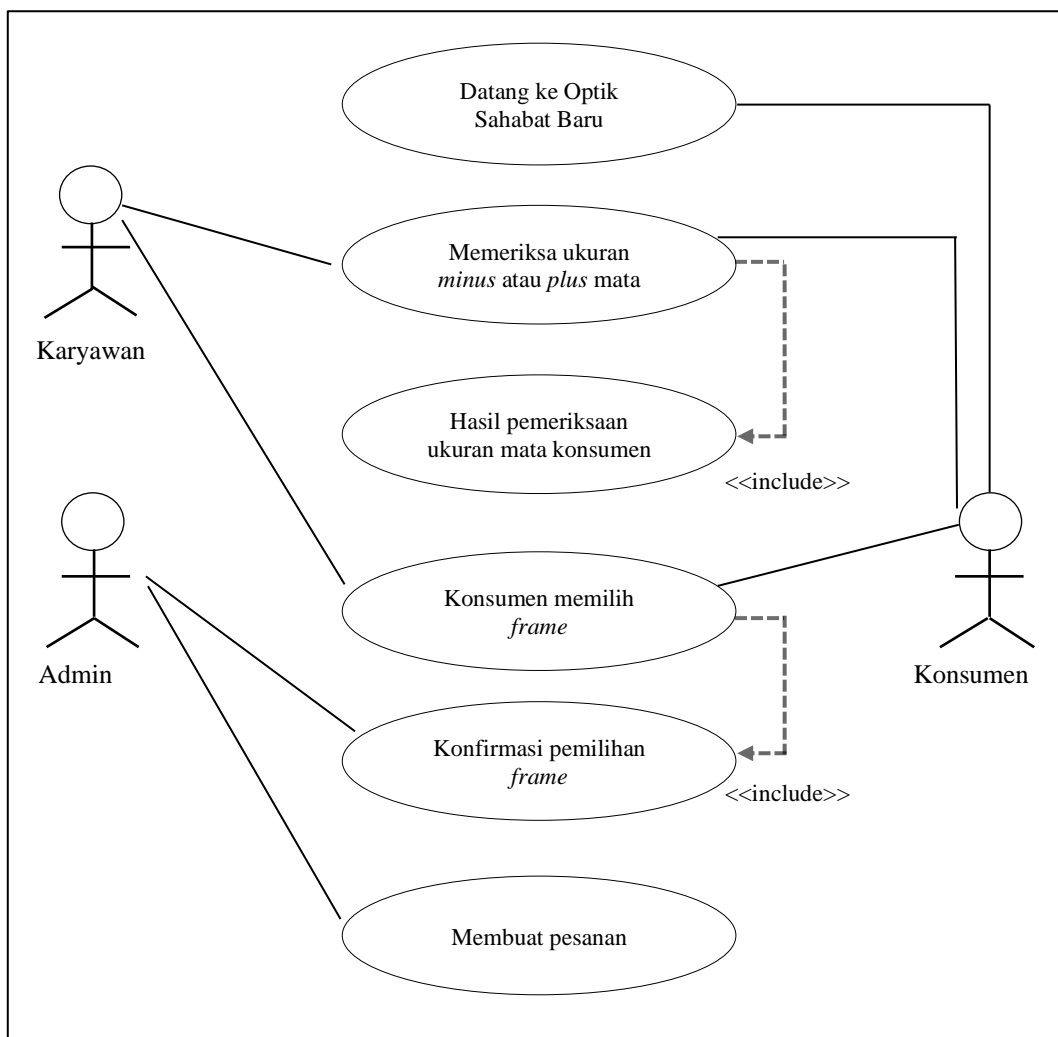 Datang ke Optik
Sahabat Baru
Memeriksa ukuran
minus atau plus mata
Karyawan
Hasil pemeriksaan
ukuran mata konsumen
<<include>>
Konsumen memilih
frame
Admin
Konsumen
Konfirmasi pemilihan
frame
<<include>>
Membuat pesanan